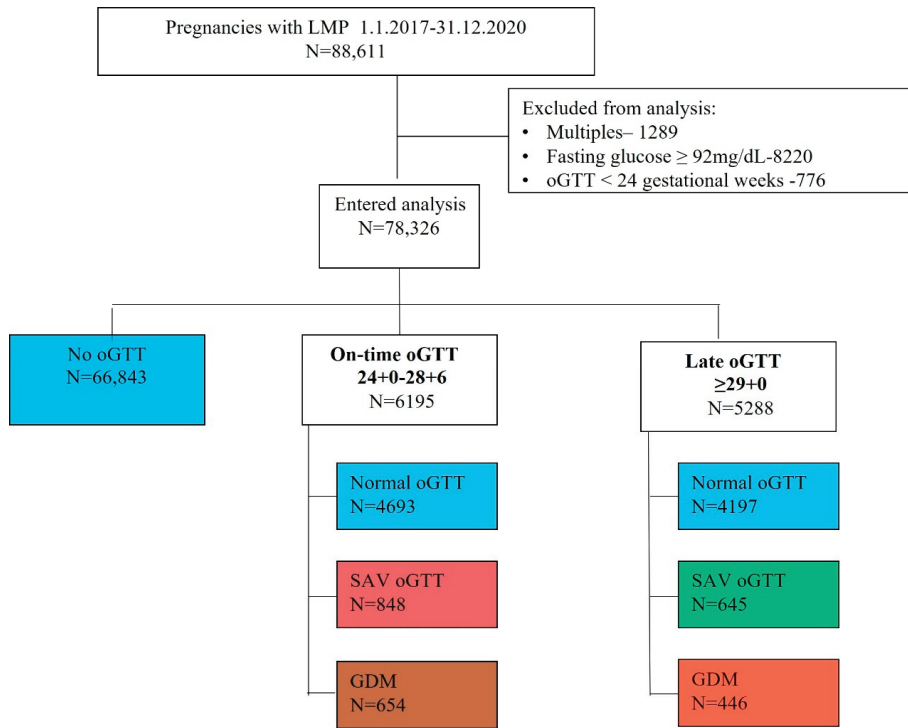 Pregnancies with LMP 1.1.2017-31.12.2020
N=88,611
Excluded from analysis:
• Multiples– 1289
• Fasting glucose ≥ 92mg/dL-8220
• oGTT < 24 gestational weeks -776
Entered analysis
N=78,326
No oGTT
N=66,843
On-time oGTT
24+0-28+6
N=6195
Late oGTT
≥29+0
N=5288
Normal oGTT
N=4693
Normal oGTT
N=4197
SAV oGTT
N=848
SAV oGTT
N=645
GDM
N=654
GDM
N=446